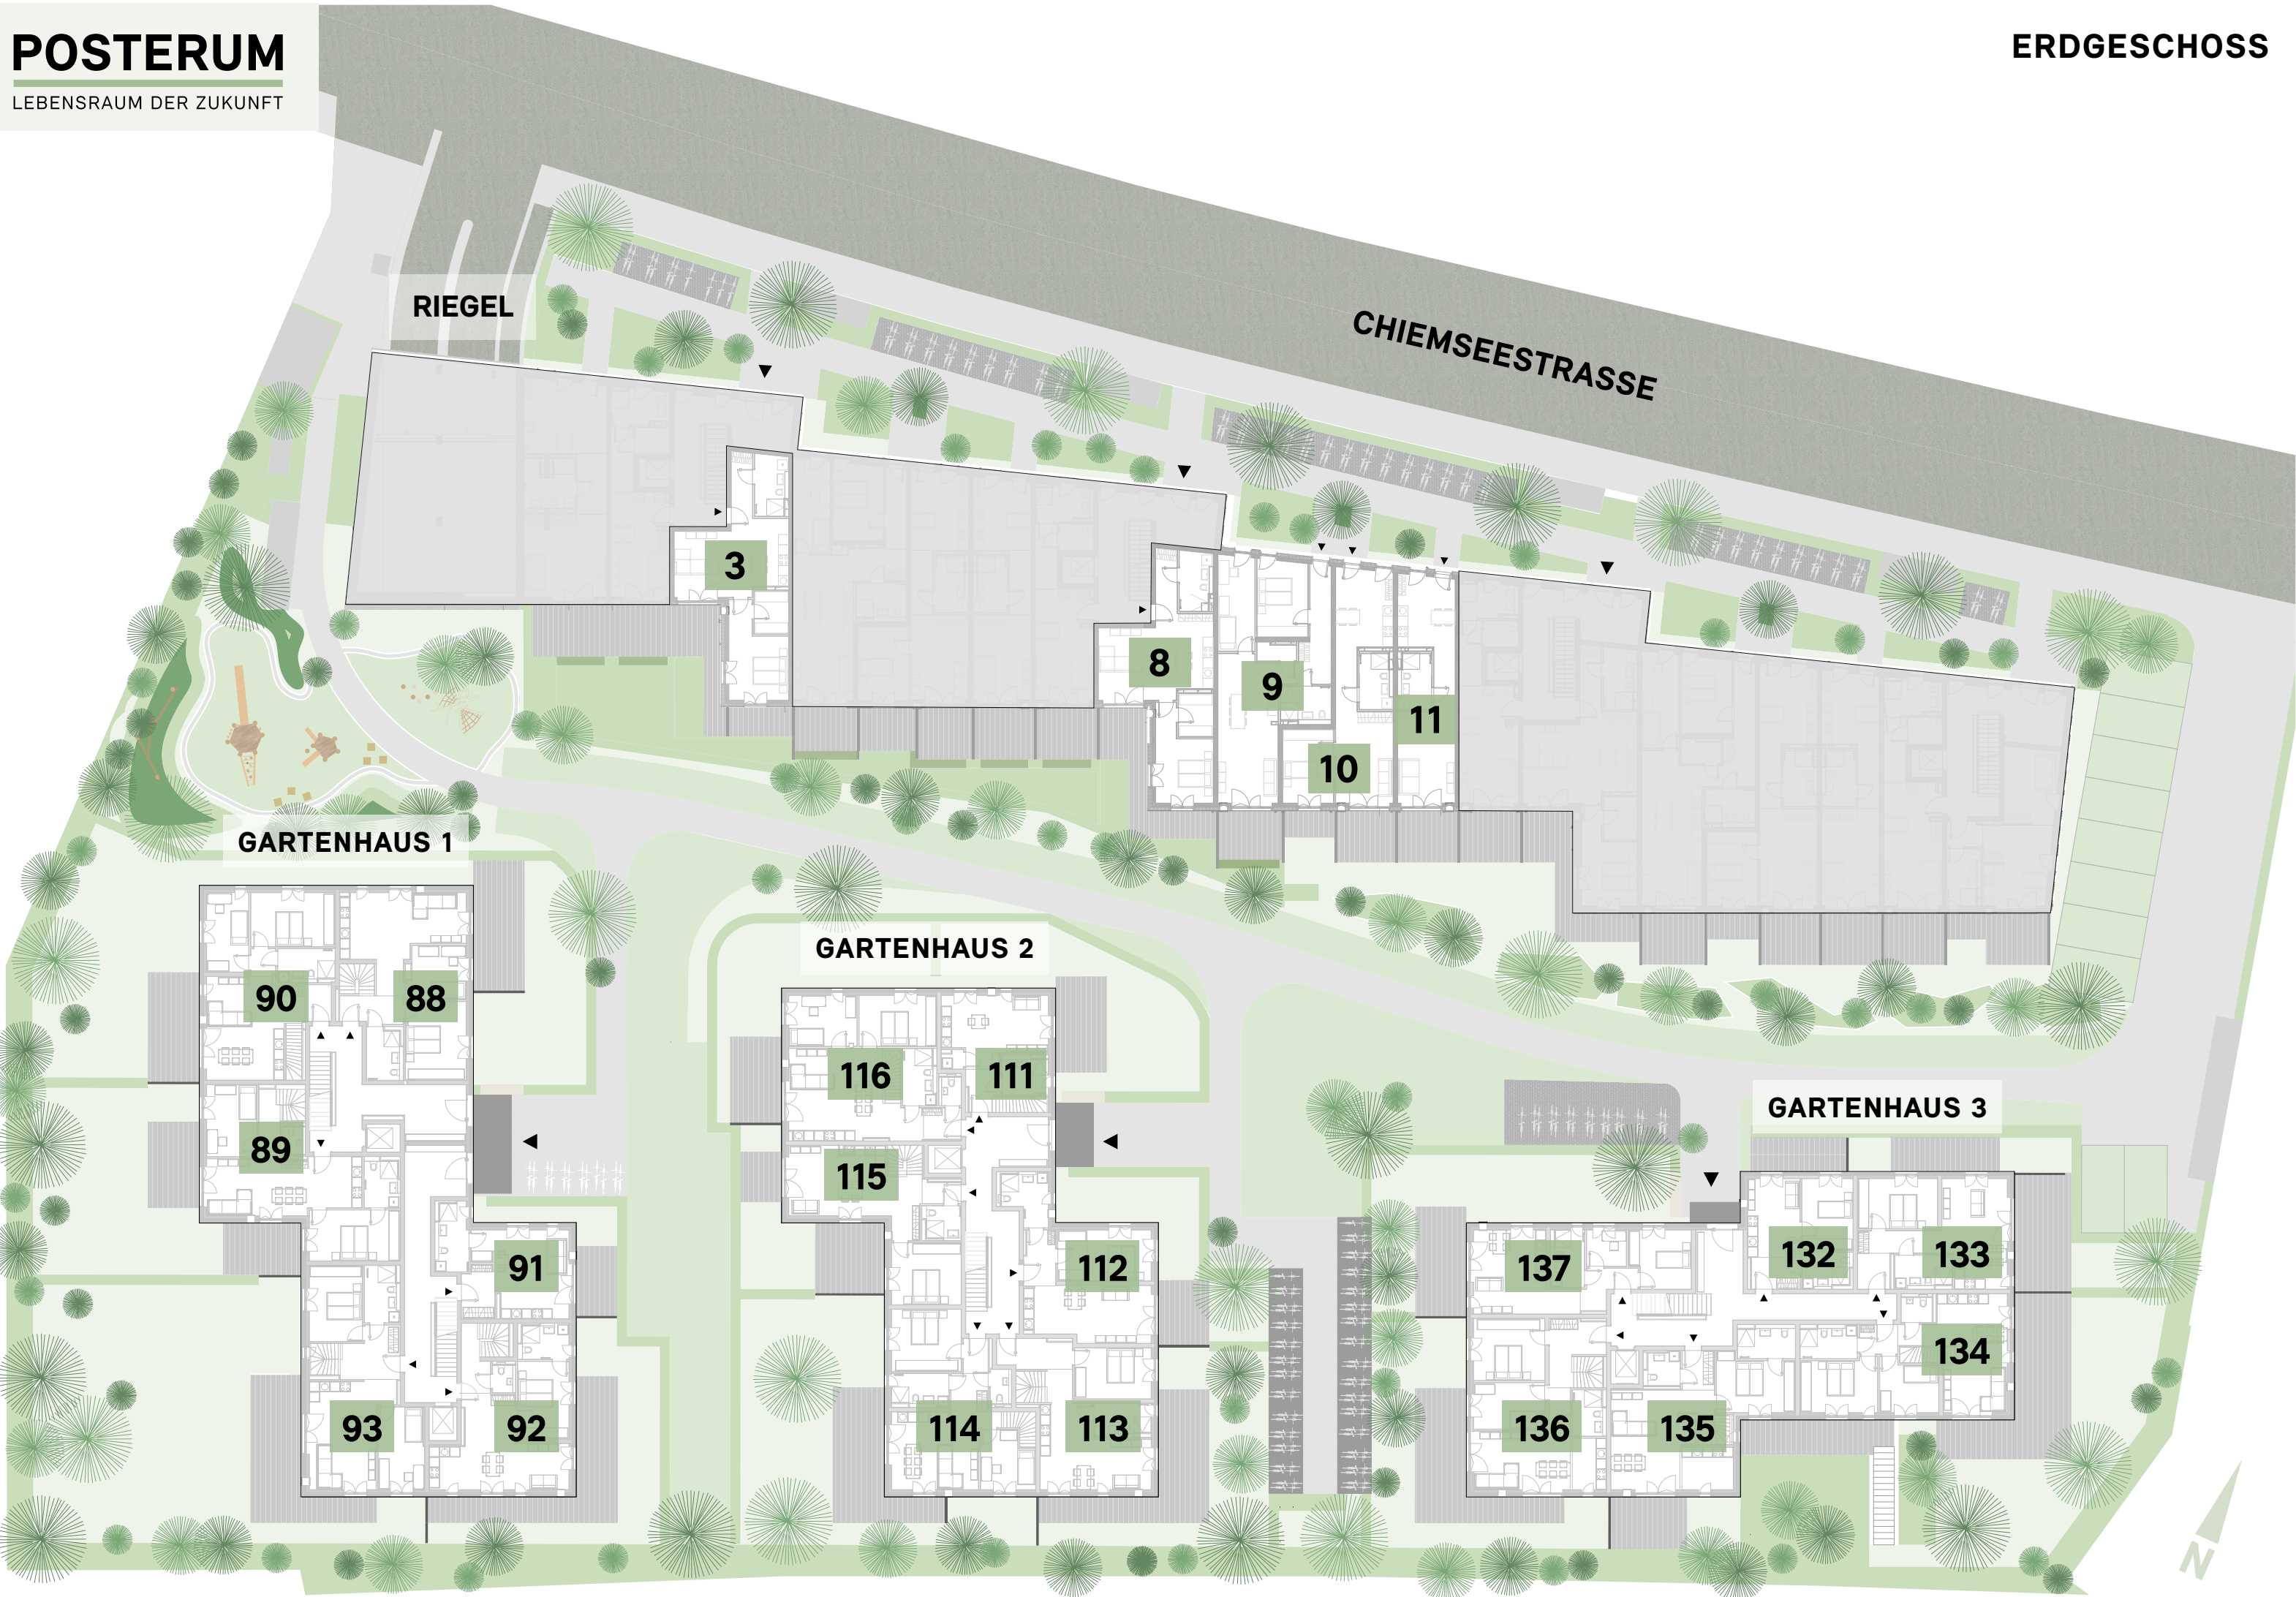 POSTERUM
LEBENSRAUM DER ZUKUNFT
ERDGESCHOSS
RIEGEL
CHIEMSEESTRASSE
3
8
9
10
11
GARTENHAUS 1
90
88
89
91
93
92
GARTENHAUS 2
116
111
115
112
114
113
GARTENHAUS 3
137
132
133
134
136
135
N